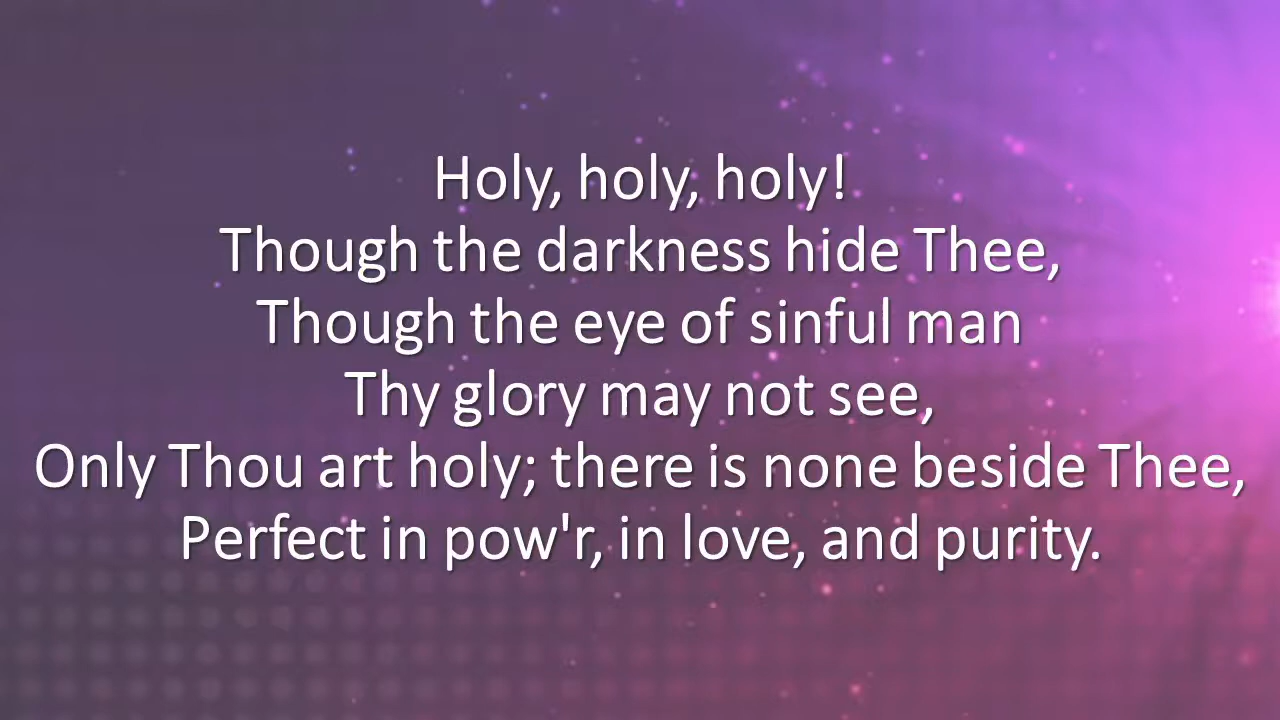 Holy, holy, holy!
Though the darkness hide Thee,
Though the eye of sinful man
Thy glory may not see,
Only Thou art holy; there is none beside Thee,
Perfect in pow'r, in love, and purity.